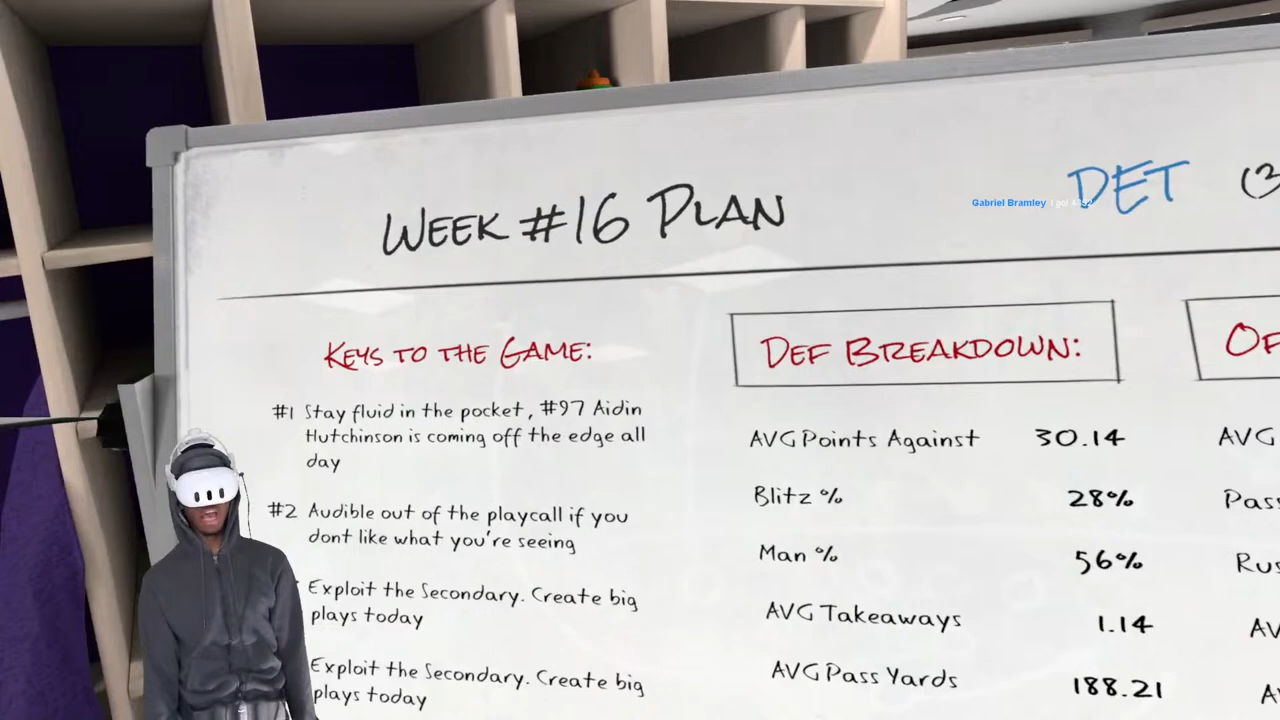 WEEK #16 PLAN
DET
Gabriel Bramley I got
KEYS TO THE GAME:
#1 Stay fluid in the pocket, #97 Aidin
Hutchinson is coming off the edge all
day
#2 Audible out of the playcall if you
dont like what you're seeing
Exploit the Secondary. Create big
plays today
Exploit the Secondary. Create big
plays today
DEF BREAKDOWN:
AVG Points Against 30.14
Blitz % 28%
Man % 56%
AVG Takeaways 1.14
AVG Pass Yards 188.21
AVG